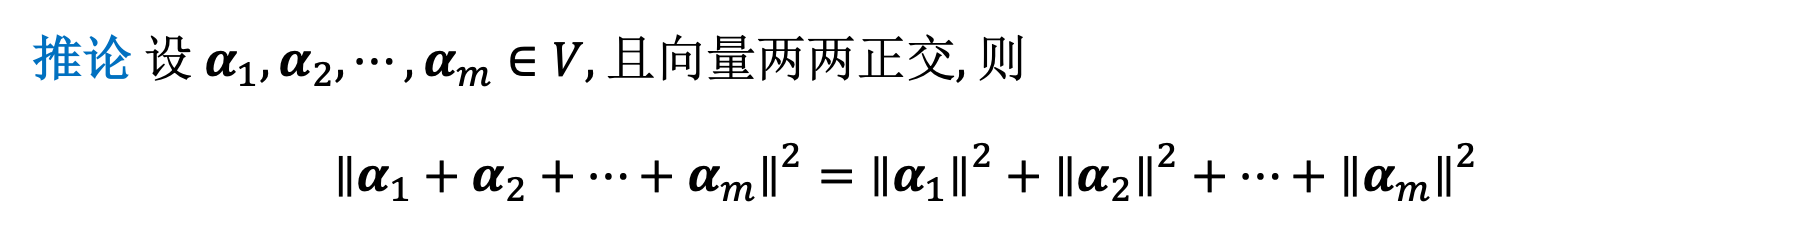 推论 设 𝜶₁, 𝜶₂, ⋯, 𝜶ₘ ∈ 𝑉, 且向量两两正交, 则
‖𝜶₁ + 𝜶₂ + ⋯ + 𝜶ₘ‖² = ‖𝜶₁‖² + ‖𝜶₂‖² + ⋯ + ‖𝜶ₘ‖²